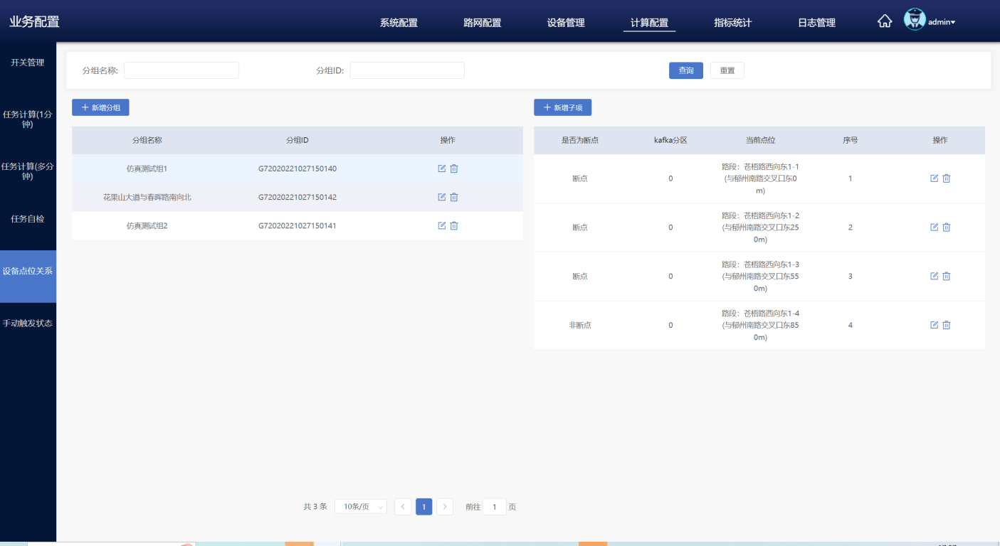 业务配置
系统配置
路网配置
设备管理
计算配置
指标统计
日志管理
admin
开关管理
任务计算(1分
钟)
任务计算(多分
钟)
任务自检
设备点位关系
手动触发状态
分组名称:
分组ID:
查询
重置
新增分组
分组名称 分组ID 操作
仿真测试组1 G72020221027150140
花果山大道与春晖路南向北 G72020221027150142
仿真测试组2 G72020221027150141
共 3 条
10条/页
1
前往 1 页
新增子项
是否为断点 kafka分区 当前点位 序号 操作
断点 0 路段：苍梧路西向东1-1
(与郁州南路交叉口东0
m) 1
断点 0 路段：苍梧路西向东1-2
(与郁州南路交叉口东25
0m) 2
断点 0 路段：苍梧路西向东1-3
(与郁州南路交叉口东55
0m) 3
非断点 0 路段：苍梧路西向东1-4
(与郁州南路交叉口东85
0m) 4